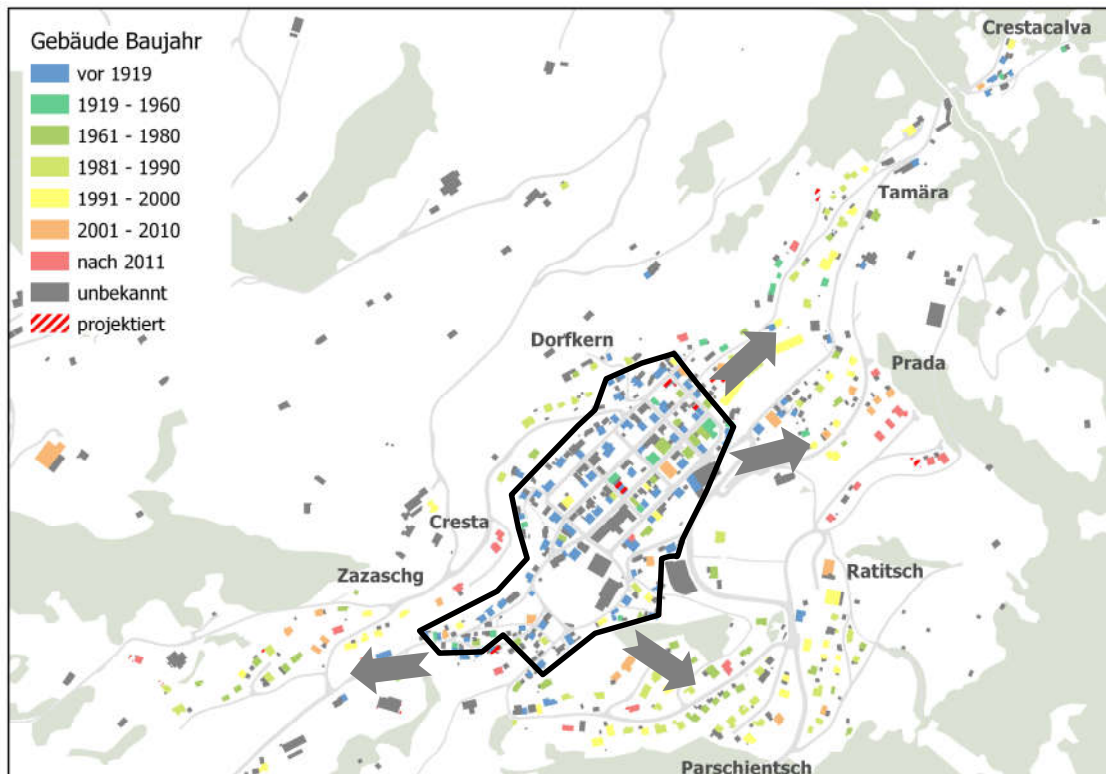 Gebäude Baujahr
vor 1919
1919 - 1960
1961 - 1980
1981 - 1990
1991 - 2000
2001 - 2010
nach 2011
unbekannt
projektiert
Crestacalva
Tamära
Dorfkern
Prada
Cresta
Zazaschg
Ratitsch
Parschientsch